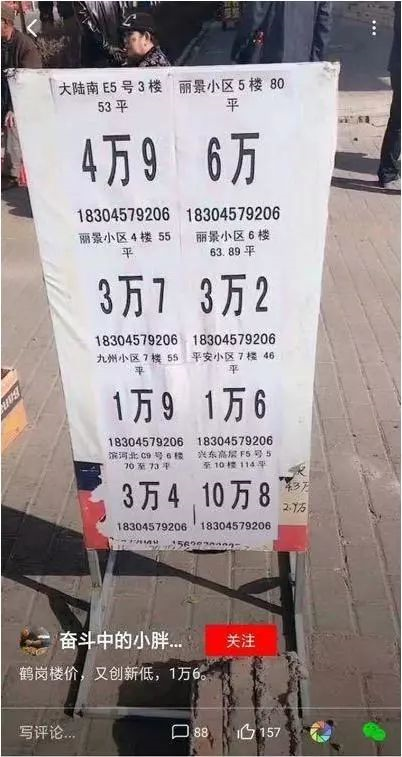 大陆南 E5 号 3 楼
53 平
4万9
18304579206
丽景小区 5 楼 80
平
6万
18304579206
丽景小区 4 楼 55
平
3万7
18304579206
丽景小区 6 楼
63.89 平
3万2
18304579206
九州小区 7 楼 55
平
1万9
18304579206
平安小区 7 楼 46
平
1万6
18304579206
滨河北 C9 号 6 楼
70 至 73 平
3万4
18304579206
兴东高层 F5 号 5
至 10 楼 114 平
10万8
18304579206
奋斗中的小胖...
关注
鹤岗楼价，又创新低，1万6。
写评论...
88
157